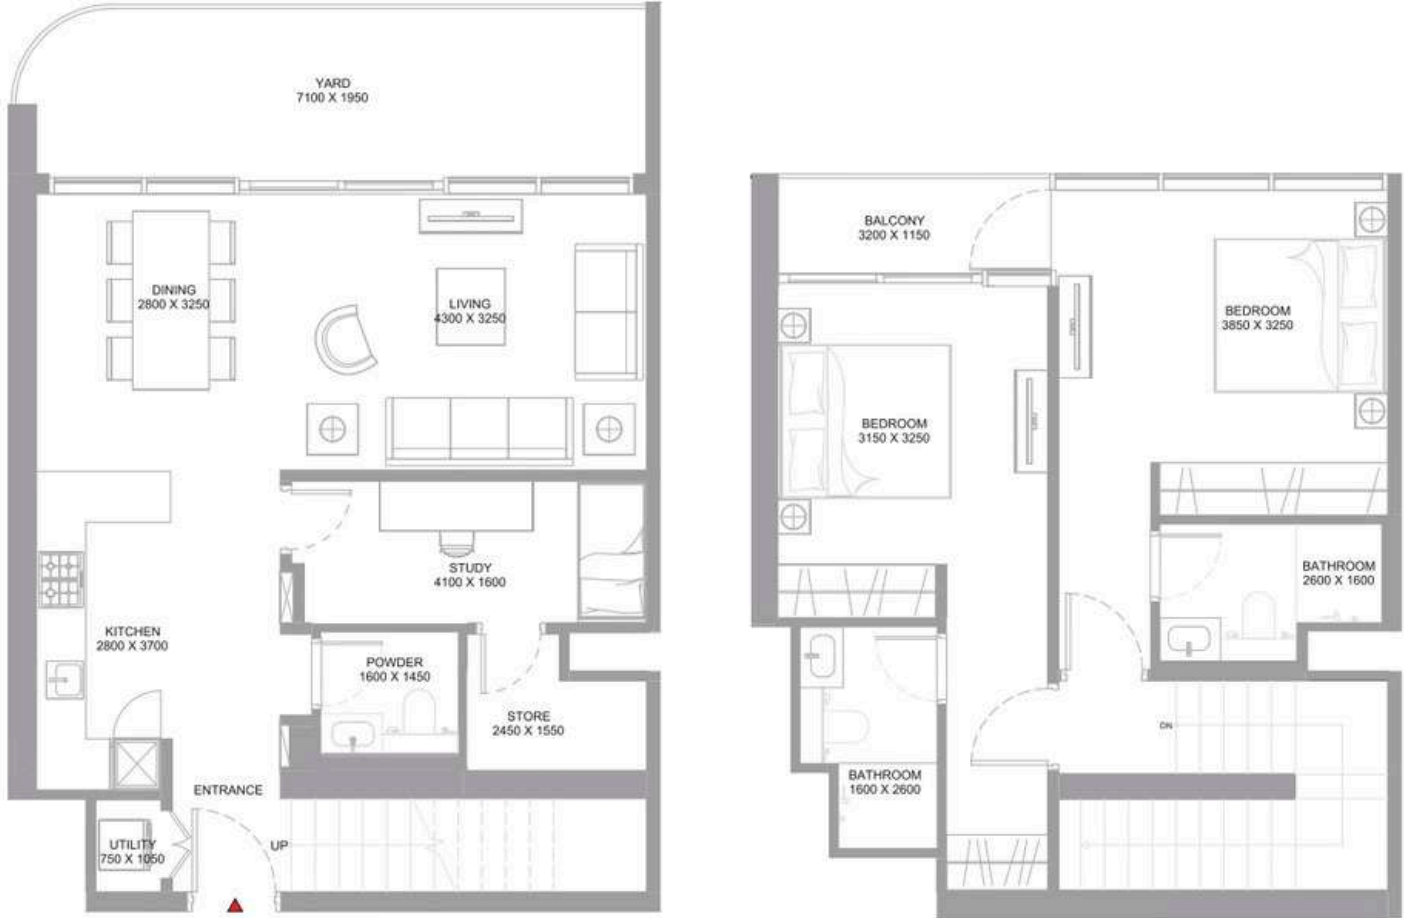 YARD
7100 X 1950
DINING
2800 X 3250
LIVING
4300 X 3250
STUDY
4100 X 1600
KITCHEN
2800 X 3700
POWDER
1600 X 1450
STORE
2450 X 1550
ENTRANCE
UTILITY
750 X 1050
UP
BALCONY
3200 X 1150
BEDROOM
3850 X 3250
BEDROOM
3150 X 3250
BATHROOM
2600 X 1600
DN
BATHROOM
1600 X 2600